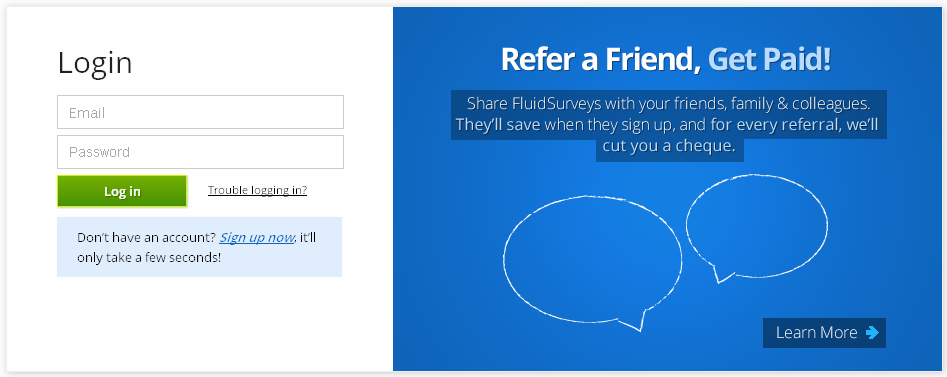 Login
Email
Password
Log in
Trouble logging in?
Don't have an account? Sign up now, it'll
only take a few seconds!
Refer a Friend, Get Paid!
Share FluidSurveys with your friends, family & colleagues.
They'll save when they sign up, and for every referral, we'll
cut you a cheque.
Learn More